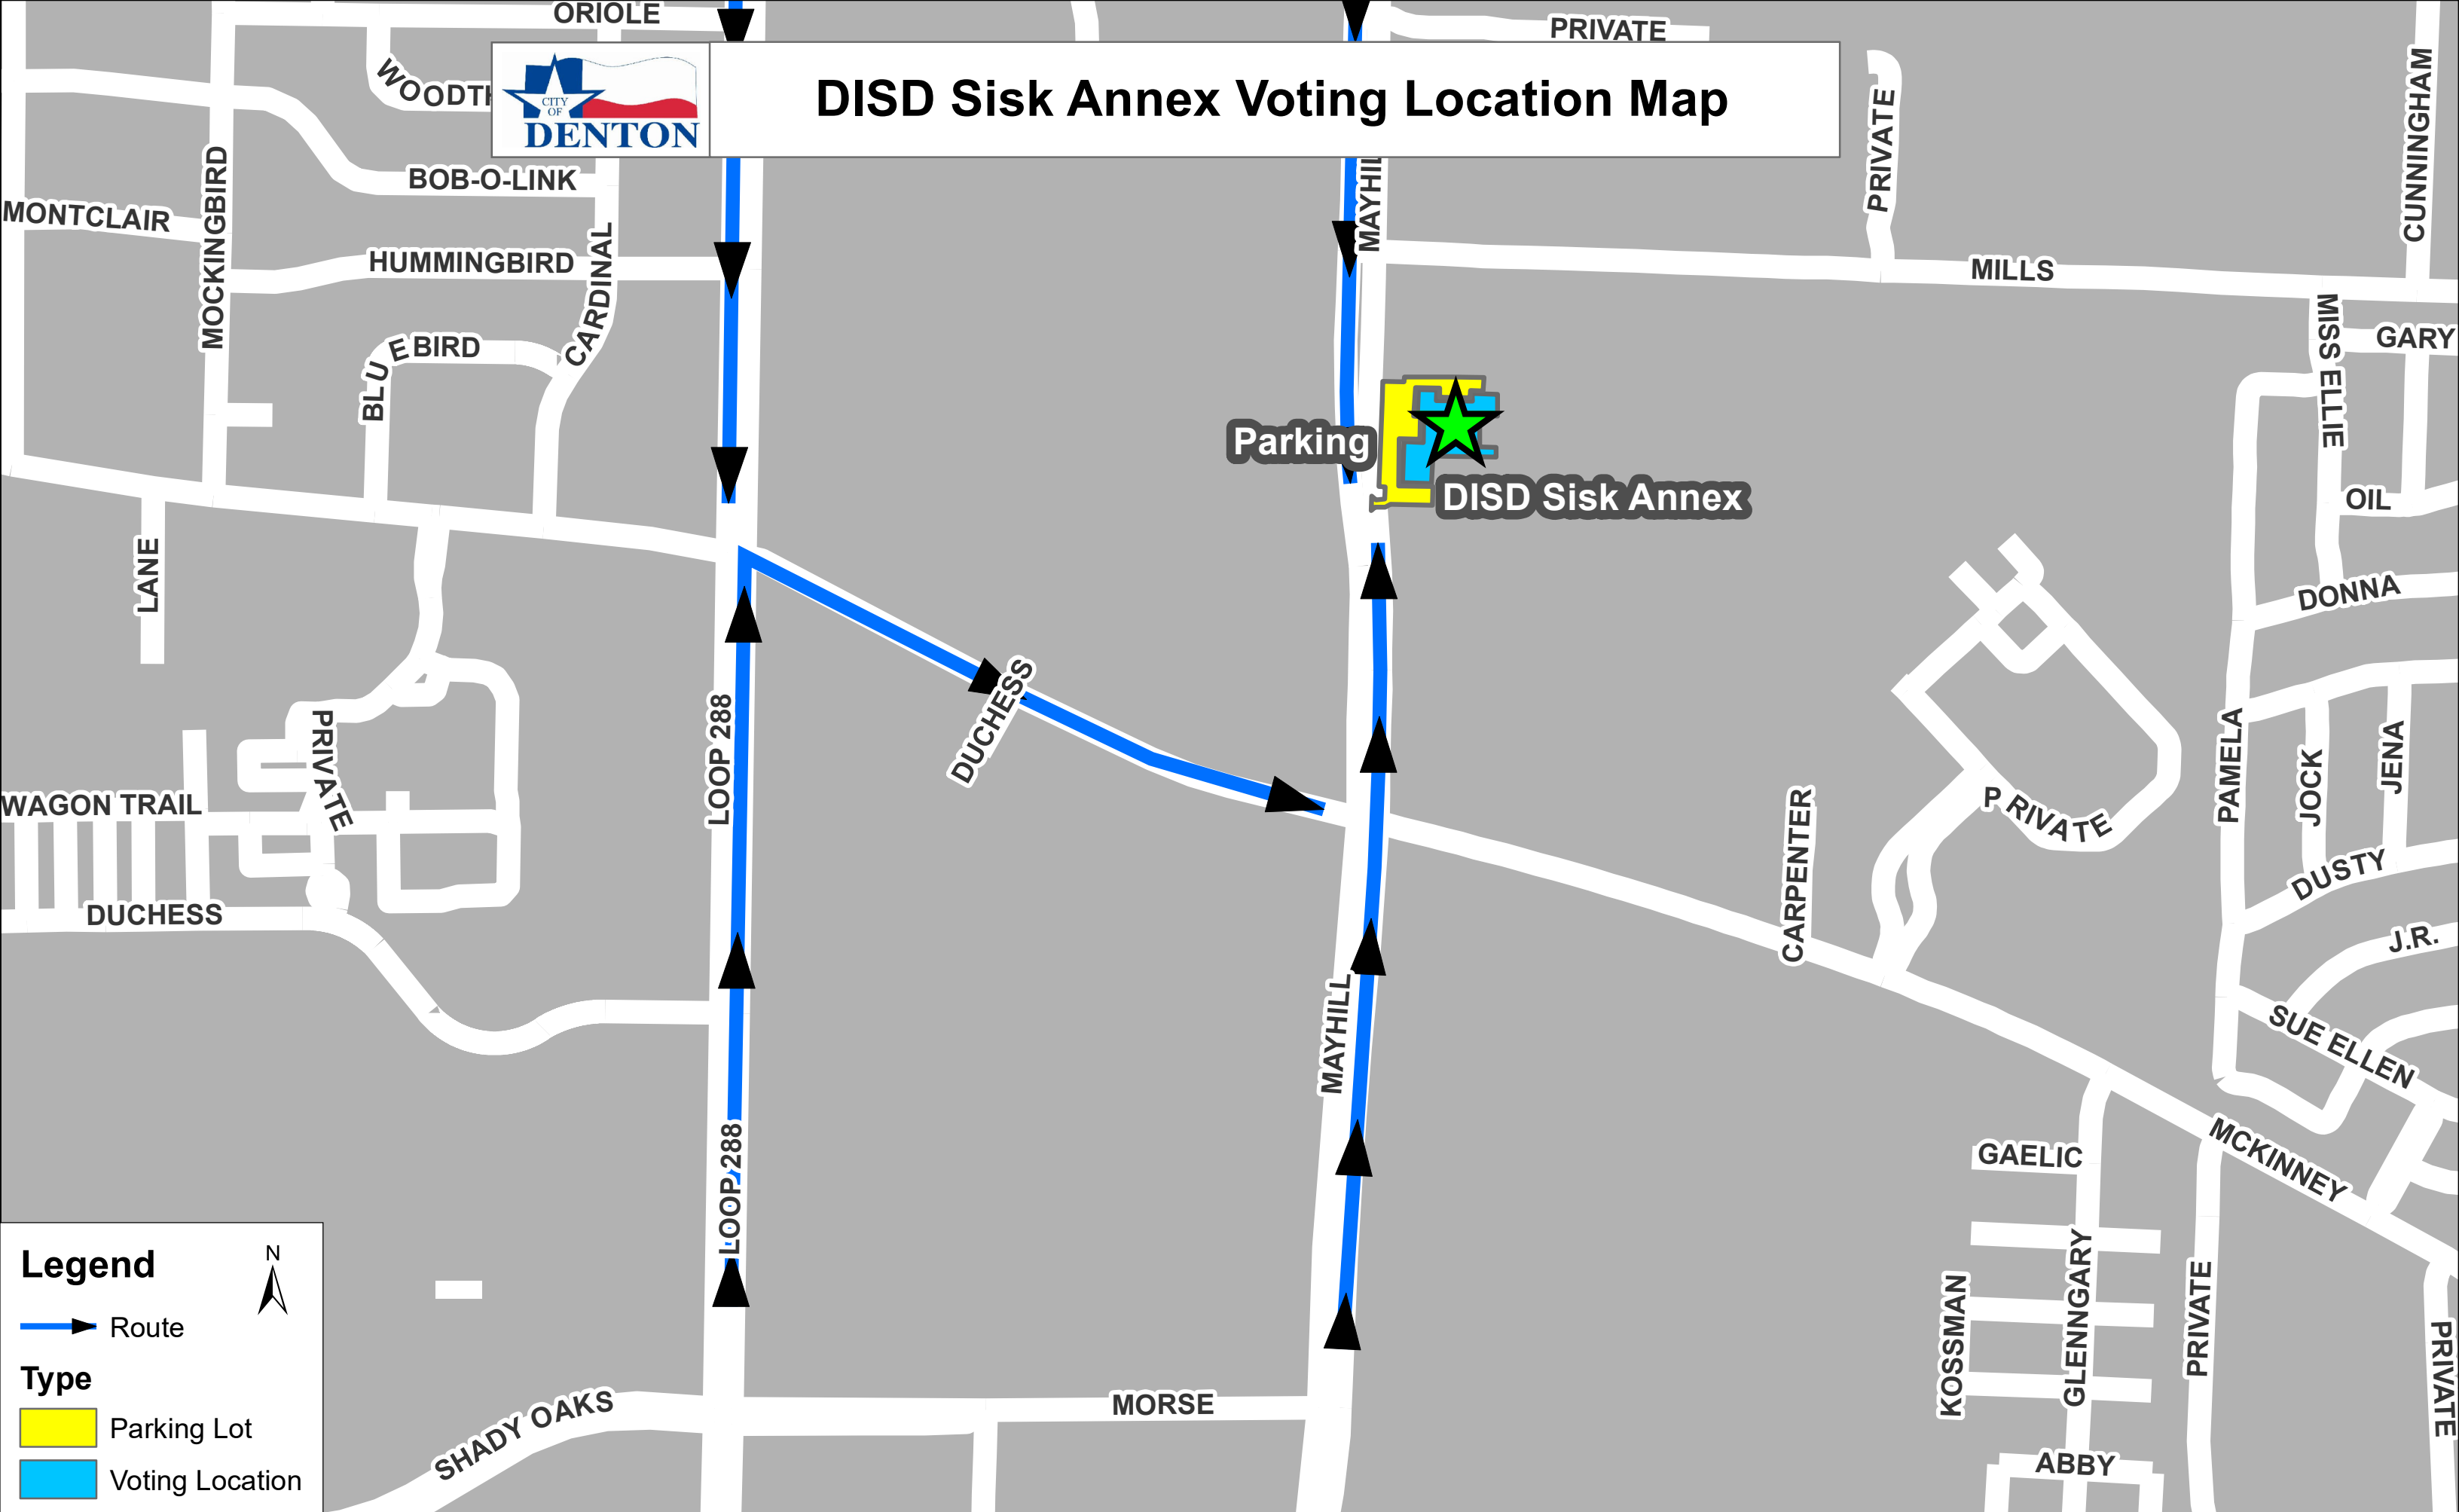 ORIOLE
PRIVATE
WOODTH
CITY
OF
DENTON
DISD Sisk Annex Voting Location Map
CUNNINGHAM
PRIVATE
MOCKINGBIRD
BOB-O-LINK
MAYHIL
MONTCLAIR
CARDINAL
HUMMINGBIRD
MILLS
MISS ELLIE
GARY
BLUEBIRD
Parking
DISD Sisk Annex
OIL
LANE
DONNA
DUCHESS
LOOP 288
PRIVATE
PAMELA
JOCK
JENA
WAGON TRAIL
PRIVATE
CARPENTER
DUSTY
DUCHESS
J.R.
MAYHILL
SUE ELLEN
LOOP 288
GAELIC
MCKINNEY
Legend
N
Route
Type
Parking Lot
Voting Location
KOSSMAN
GLENNGARY
PRIVATE
PRIVATE
SHADY OAKS
MORSE
ABBY